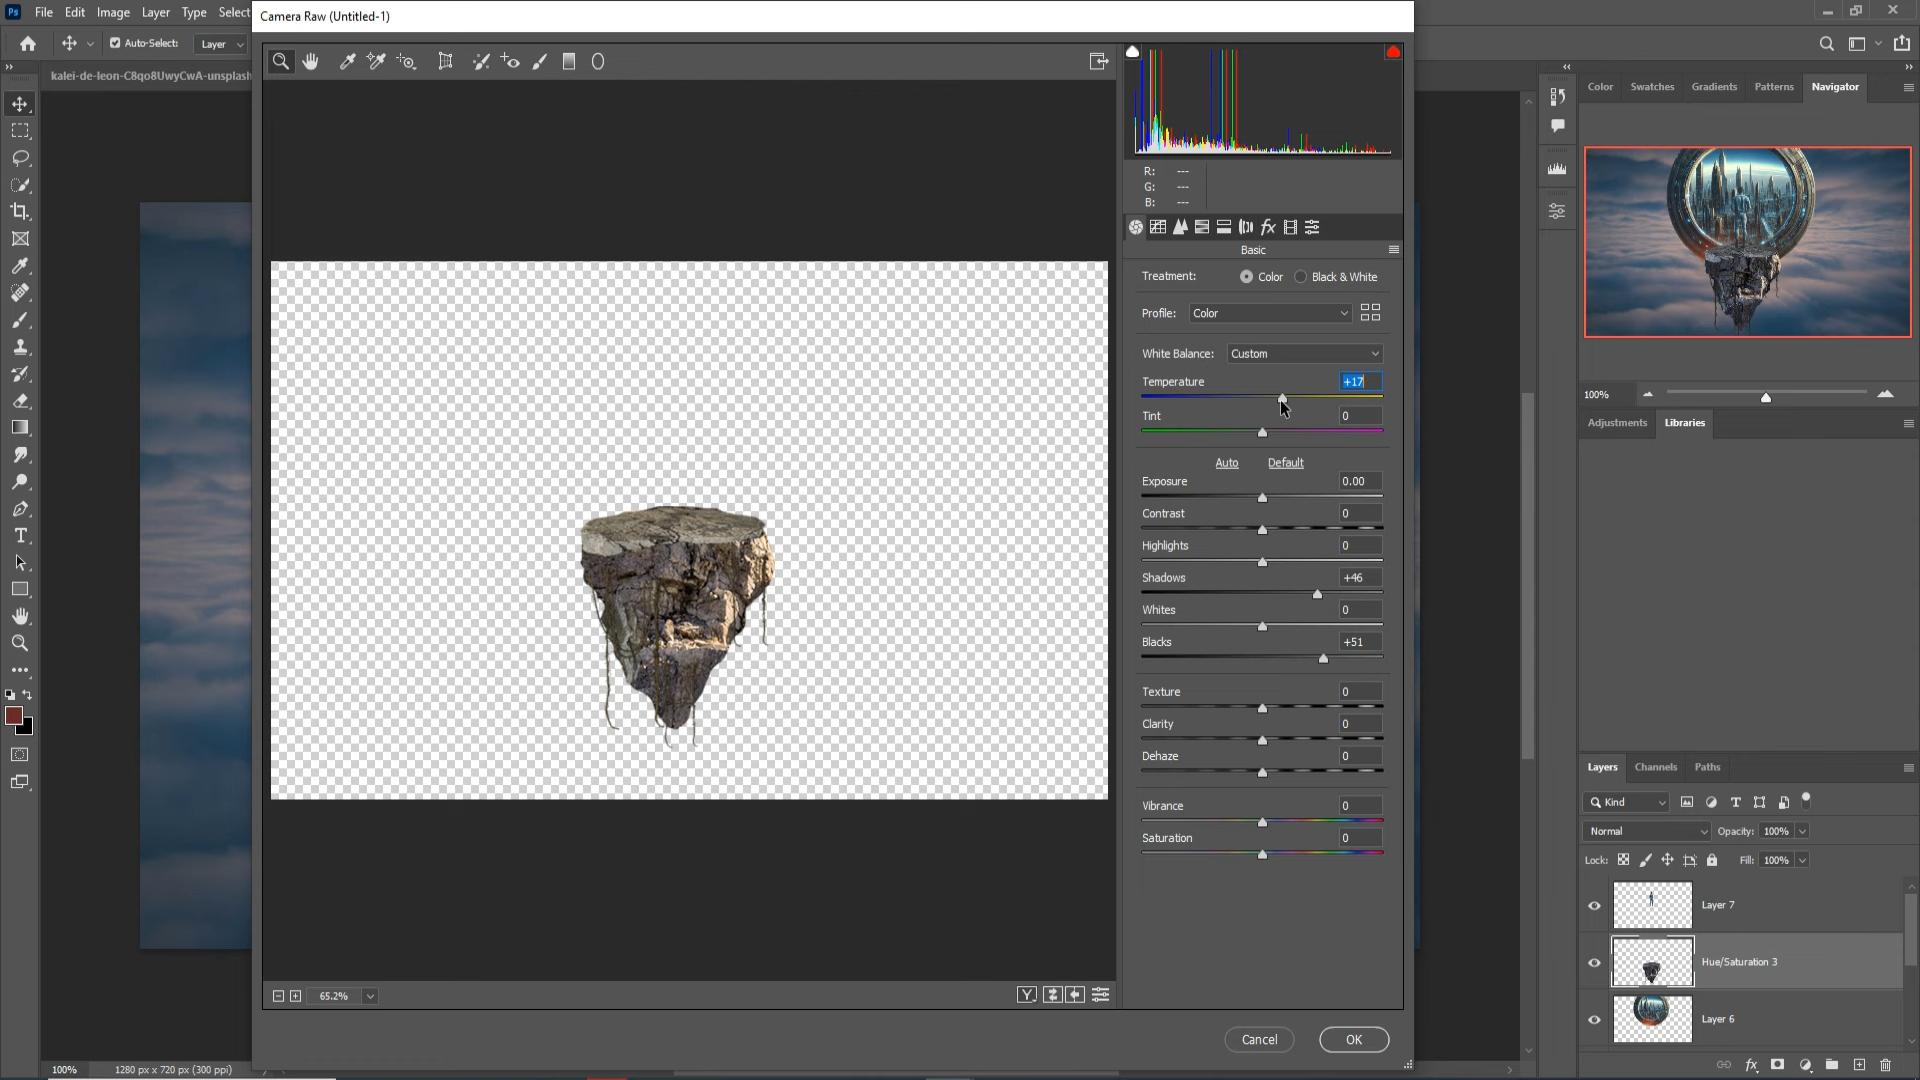 Ps File Edit Image Layer Type Select
Camera Raw (Untitled-1)
Auto-Select: Layer
kalei-de-leon-C8qo8UwyCwA-unsplash
R: ---
G: ---
B: ---
Basic
Treatment: Color Black & White
Profile: Color
White Balance: Custom
Temperature +17
Tint 0
Auto Default
Exposure 0.00
Contrast 0
Highlights 0
Shadows +46
Whites 0
Blacks +51
Texture 0
Clarity 0
Dehaze 0
Vibrance 0
Saturation 0
65.2%
Y
Cancel OK
100% 1280 px x 720 px (300 ppi)
Color Swatches Gradients Patterns Navigator
100%
Adjustments Libraries
Layers Channels Paths
Kind
Normal Opacity: 100%
Lock: Fill: 100%
Layer 7
Hue/Saturation 3
Layer 6
fx